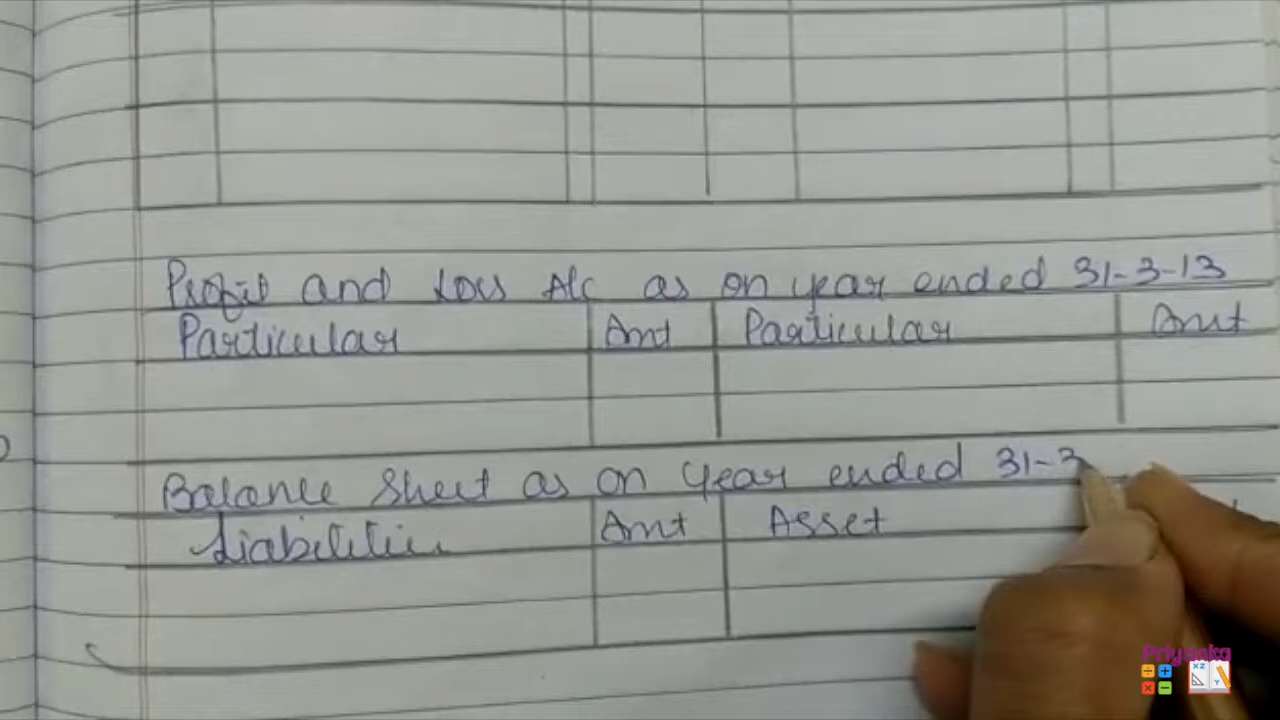 Profit and Loss A/c as on year ended 31-3-13
Particular Amt Particular Amt
Balance Sheet as on year ended 31-3
Liabilities Amt Asset
Priyanka